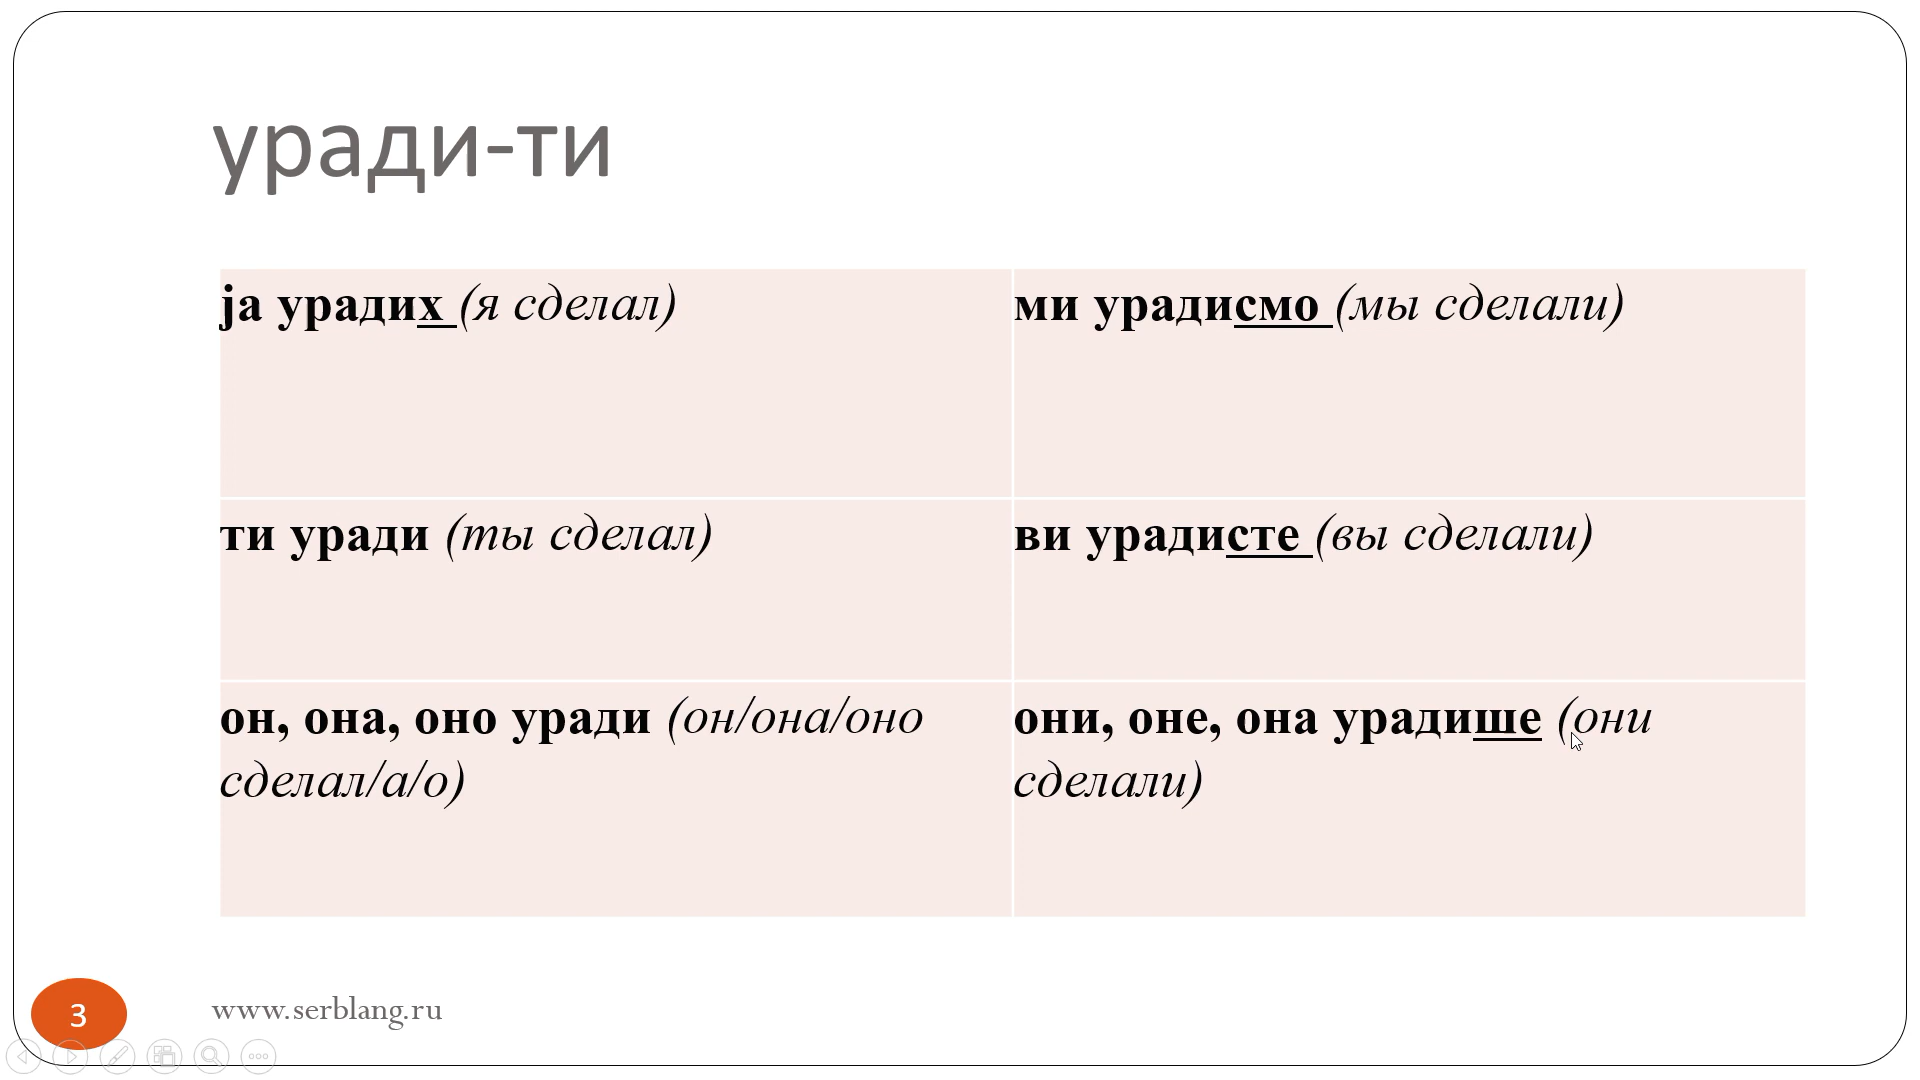 уради-ти
ја урадих (я сделал)
ми урадисмо (мы сделали)
ти уради (ты сделал)
ви урадисте (вы сделали)
он, она, оно уради (он/она/оно
сделал/а/о)
они, оне, она урадише (они
сделали)
3
www.serblang.ru